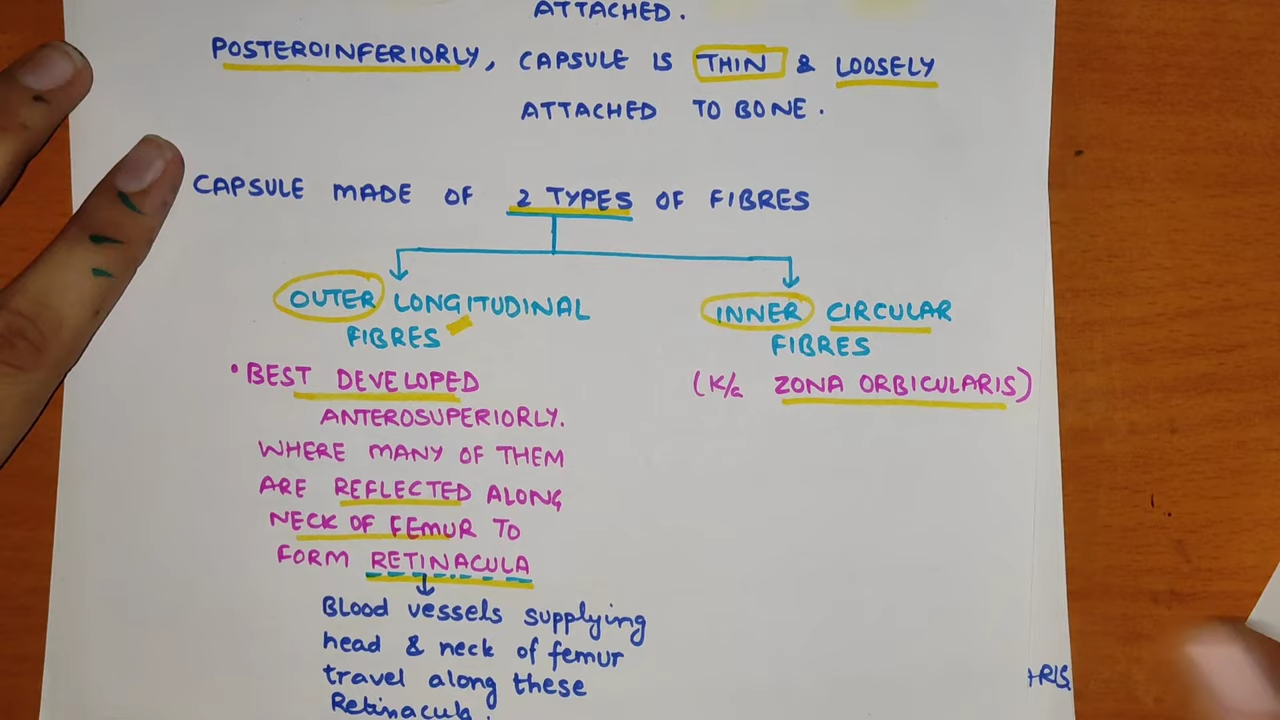 ATTACHED.
POSTEROINFERIORLY, CAPSULE IS THIN & LOOSELY
ATTACHED TO BONE.
CAPSULE MADE OF 2 TYPES OF FIBRES
OUTER LONGITUDINAL
FIBRES
• BEST DEVELOPED
ANTEROSUPERIORLY.
WHERE MANY OF THEM
ARE REFLECTED ALONG
NECK OF FEMUR TO
FORM RETINACULA
Blood vessels supplying
head & neck of femur
travel along these
Retinacula.
INNER CIRCULAR
FIBRES
(K/a ZONA ORBICULARIS)